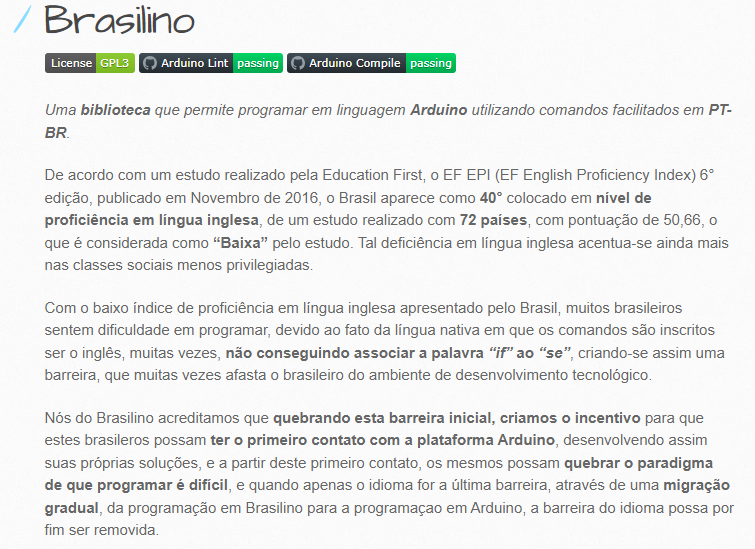 Brasilino
License GPL3 Arduino Lint passing Arduino Compile passing
Uma biblioteca que permite programar em linguagem Arduino utilizando comandos facilitados em PT-
BR.
De acordo com um estudo realizado pela Education First, o EF EPI (EF English Proficiency Index) 6°
edição, publicado em Novembro de 2016, o Brasil aparece como 40° colocado em nível de
proficiência em língua inglesa, de um estudo realizado com 72 países, com pontuação de 50,66, o
que é considerada como “Baixa” pelo estudo. Tal deficiência em língua inglesa acentua-se ainda mais
nas classes sociais menos privilegiadas.
Com o baixo índice de proficiência em língua inglesa apresentado pelo Brasil, muitos brasileiros
sentem dificuldade em programar, devido ao fato da língua nativa em que os comandos são inscritos
ser o inglês, muitas vezes, não conseguindo associar a palavra “if” ao “se”, criando-se assim uma
barreira, que muitas vezes afasta o brasileiro do ambiente de desenvolvimento tecnológico.
Nós do Brasilino acreditamos que quebrando esta barreira inicial, criamos o incentivo para que
estes brasileros possam ter o primeiro contato com a plataforma Arduino, desenvolvendo assim
suas próprias soluções, e a partir deste primeiro contato, os mesmos possam quebrar o paradigma
de que programar é difícil, e quando apenas o idioma for a última barreira, através de uma migração
gradual, da programação em Brasilino para a programaçao em Arduino, a barreira do idioma possa por
fim ser removida.